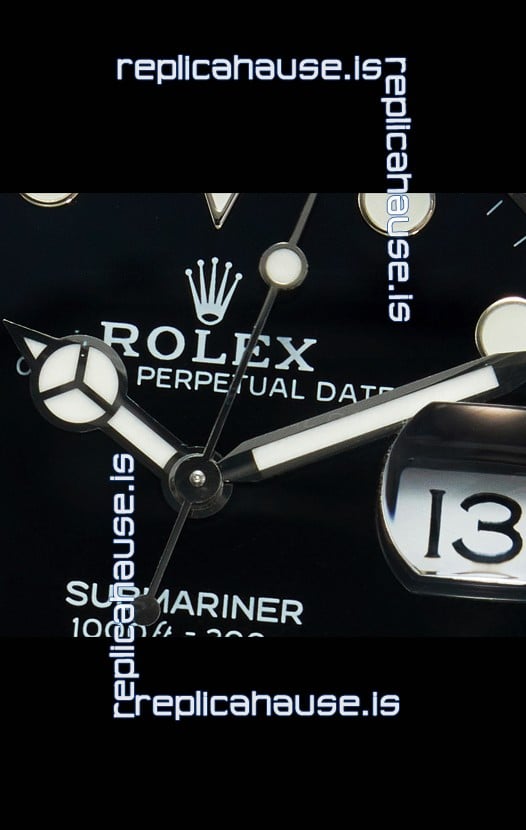 replicahause.is
replicahause.is
ROLEX
PERPETUAL DATE
13
replicahause.is
SUBMARINER
replicahause.is